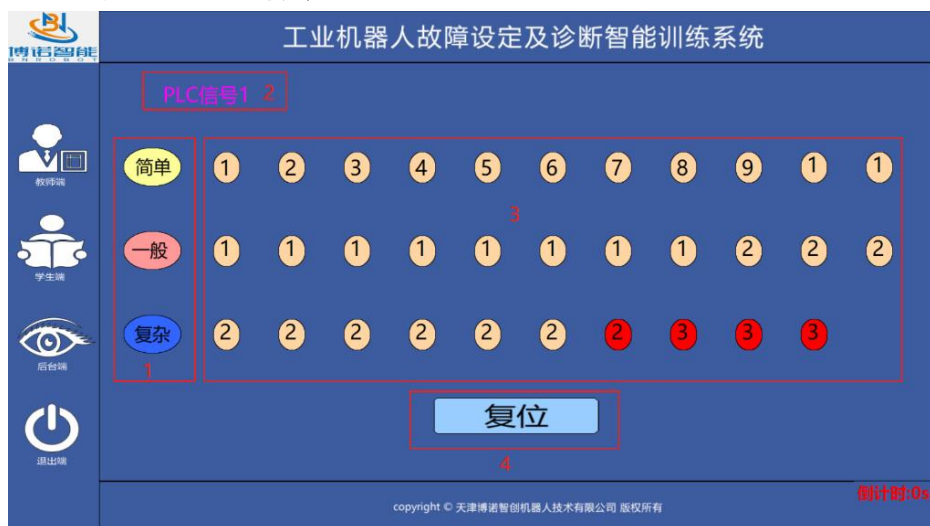 博诺智能
BNROBOT
工业机器人故障设定及诊断智能训练系统
PLC信号1 2
教师端
简单 1 2 3 4 5 6 7 8 9 1 1
3
学生端
一般 1 1 1 1 1 1 1 1 2 2 2
后台端
复杂 2 2 2 2 2 2 2 3 3 3
1
复位
4
退出端
copyright © 天津博诺智创机器人技术有限公司 版权所有
倒计时:0s